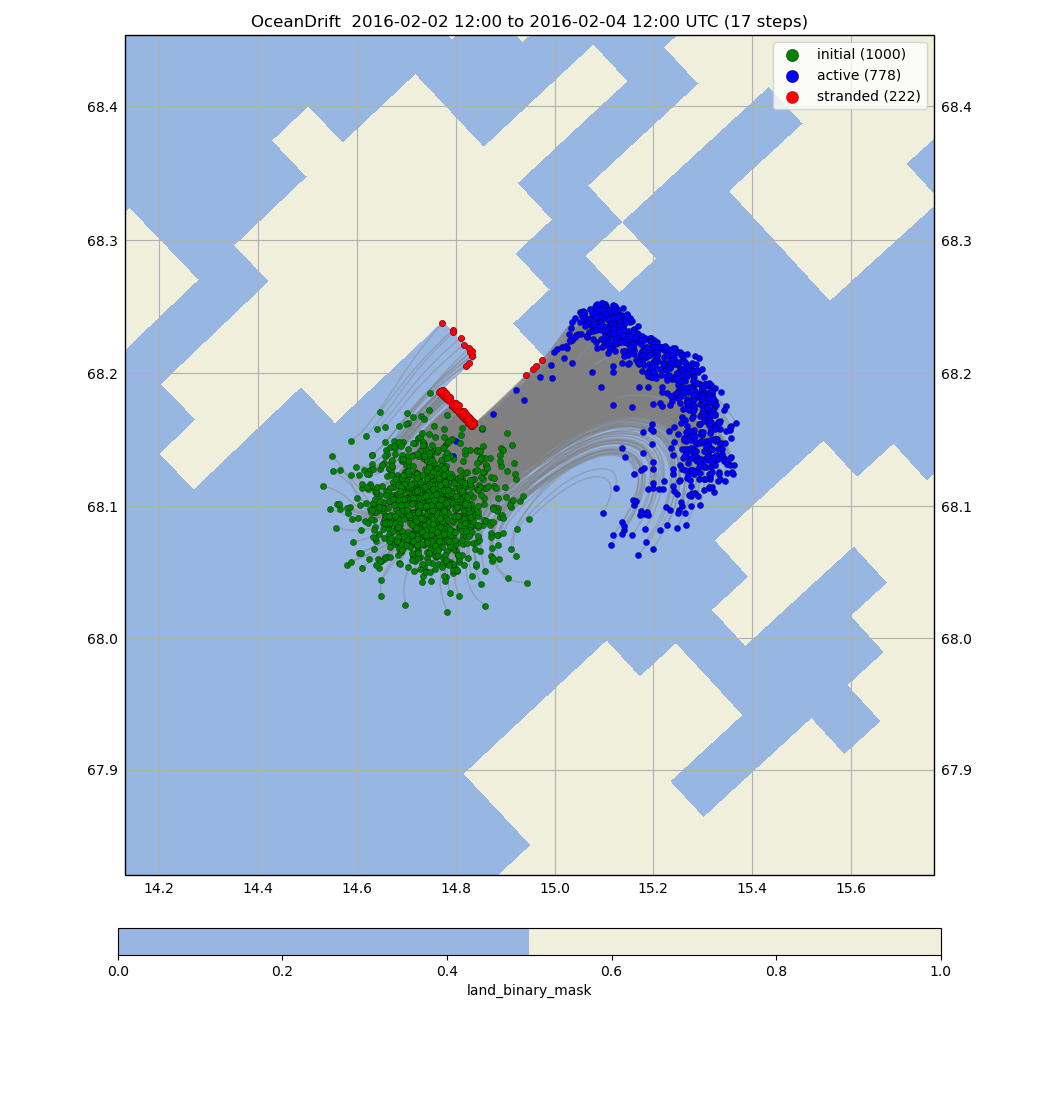 OceanDrift  2016-02-02 12:00 to 2016-02-04 12:00 UTC (17 steps)
initial (1000)
active (778)
stranded (222)
68.4 68.4
68.3 68.3
68.2 68.2
68.1 68.1
68.0 68.0
67.9 67.9
14.2 14.4 14.6 14.8 15.0 15.2 15.4 15.6
0.0 0.2 0.4 0.6 0.8 1.0
land_binary_mask